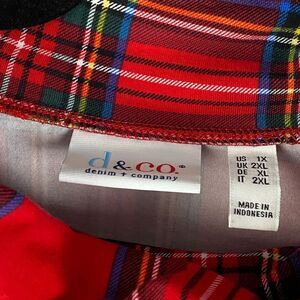 d & co.®
denim + company
US 1X
UK 2XL
DE XL
IT 2XL
MADE IN
INDONESIA